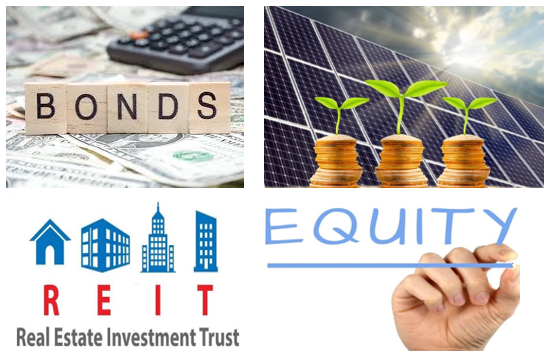 BONDS
EQUITY
REIT
Real Estate Investment Trust